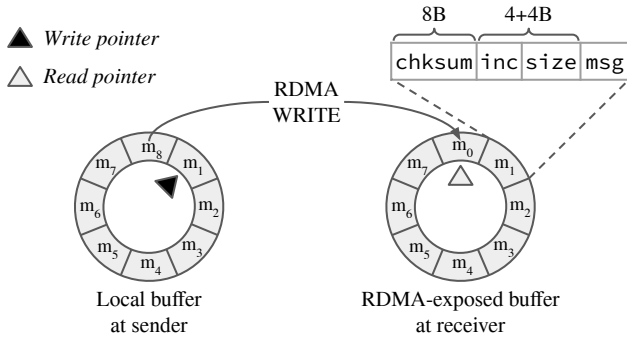 8B 4+4B
Write pointer
chksum inc size msg
Read pointer
RDMA
WRITE
m8 m1 m2 m3 m4 m5 m6 m7
m0 m1 m2 m3 m4 m5 m6 m7
Local buffer
at sender
RDMA-exposed buffer
at receiver